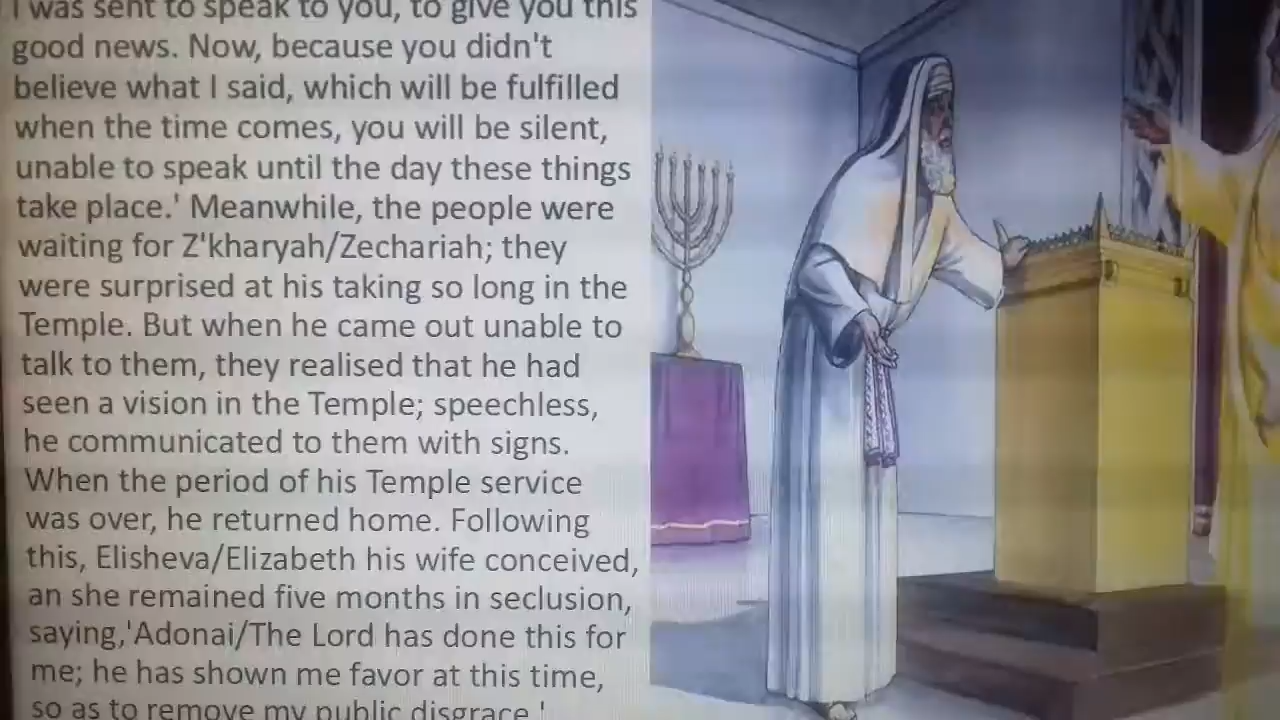 I was sent to speak to you, to give you this
good news. Now, because you didn't
believe what I said, which will be fulfilled
when the time comes, you will be silent,
unable to speak until the day these things
take place.' Meanwhile, the people were
waiting for Z'kharyah/Zechariah; they
were surprised at his taking so long in the
Temple. But when he came out unable to
talk to them, they realised that he had
seen a vision in the Temple; speechless,
he communicated to them with signs.
When the period of his Temple service
was over, he returned home. Following
this, Elisheva/Elizabeth his wife conceived,
an she remained five months in seclusion,
saying,'Adonai/The Lord has done this for
me; he has shown me favor at this time,
so as to remove my public disgrace.'